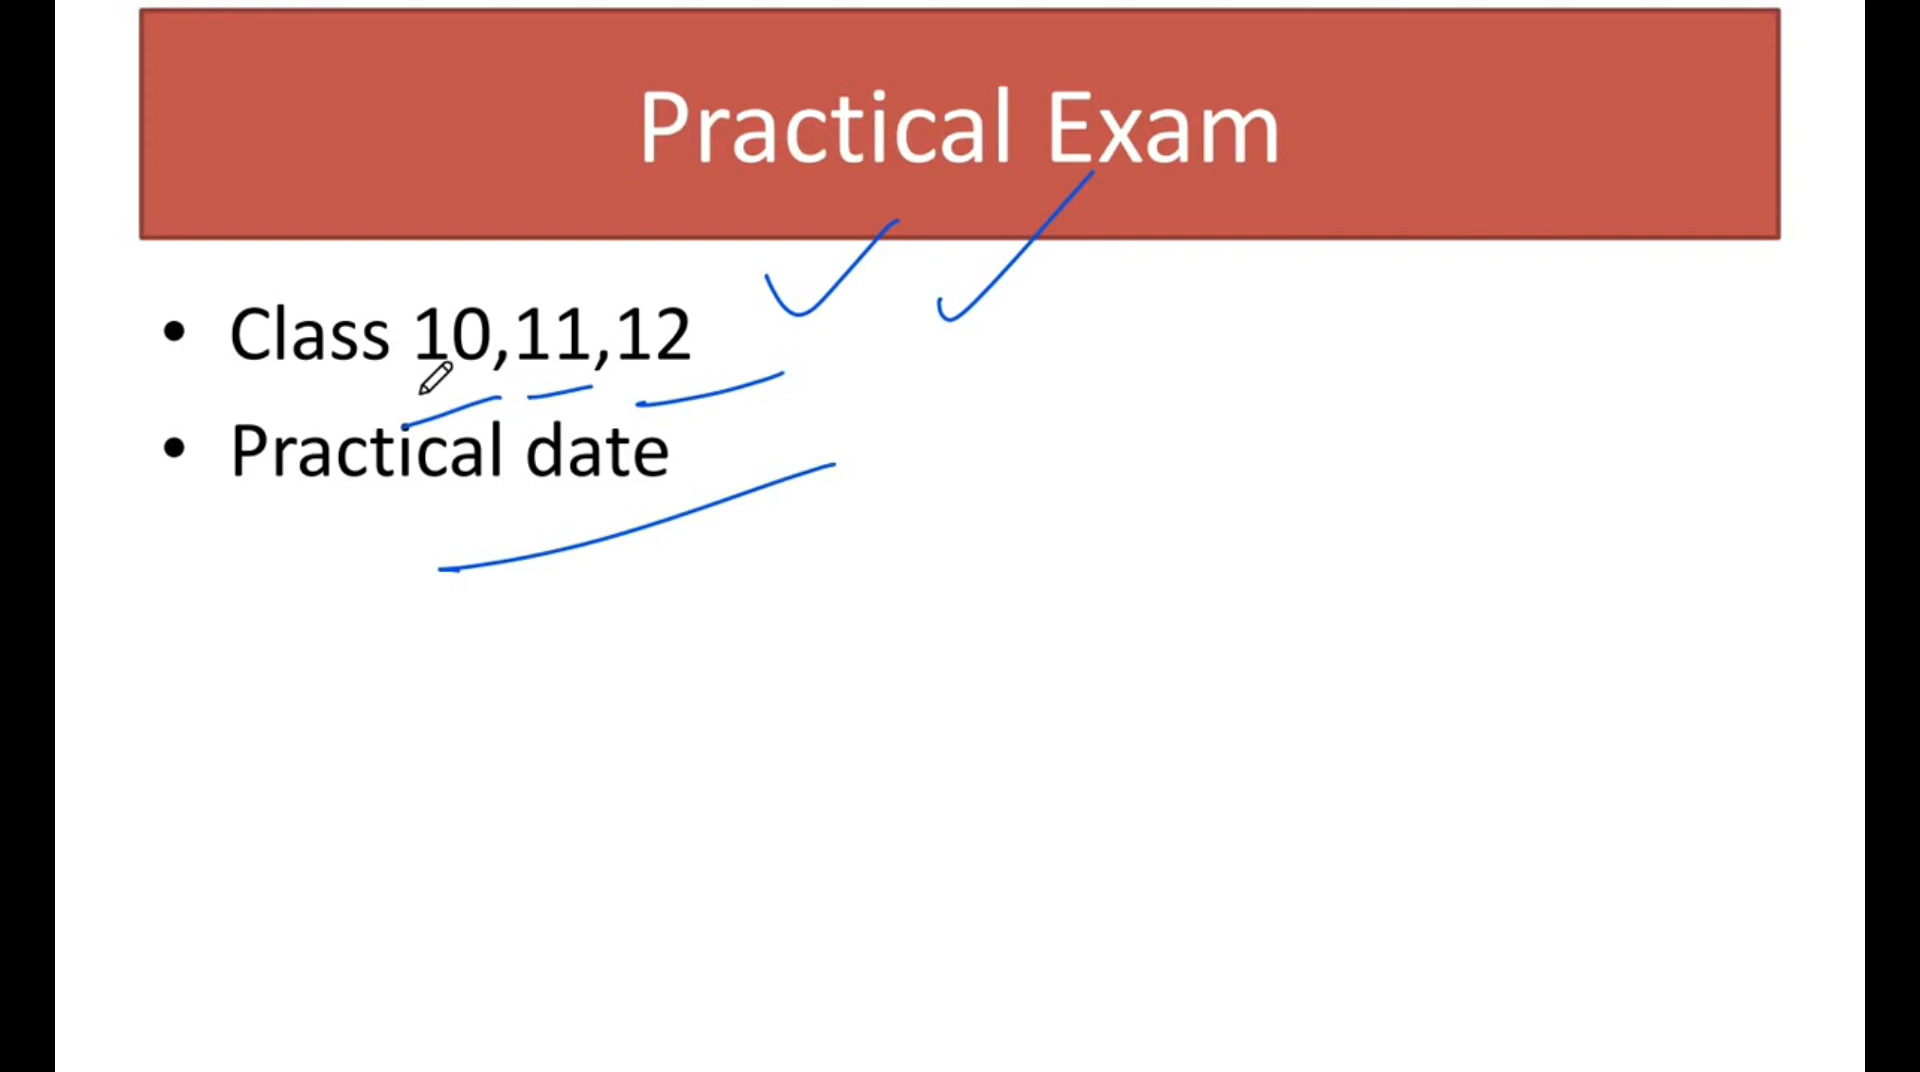 Practical Exam
• Class 10,11,12
• Practical date